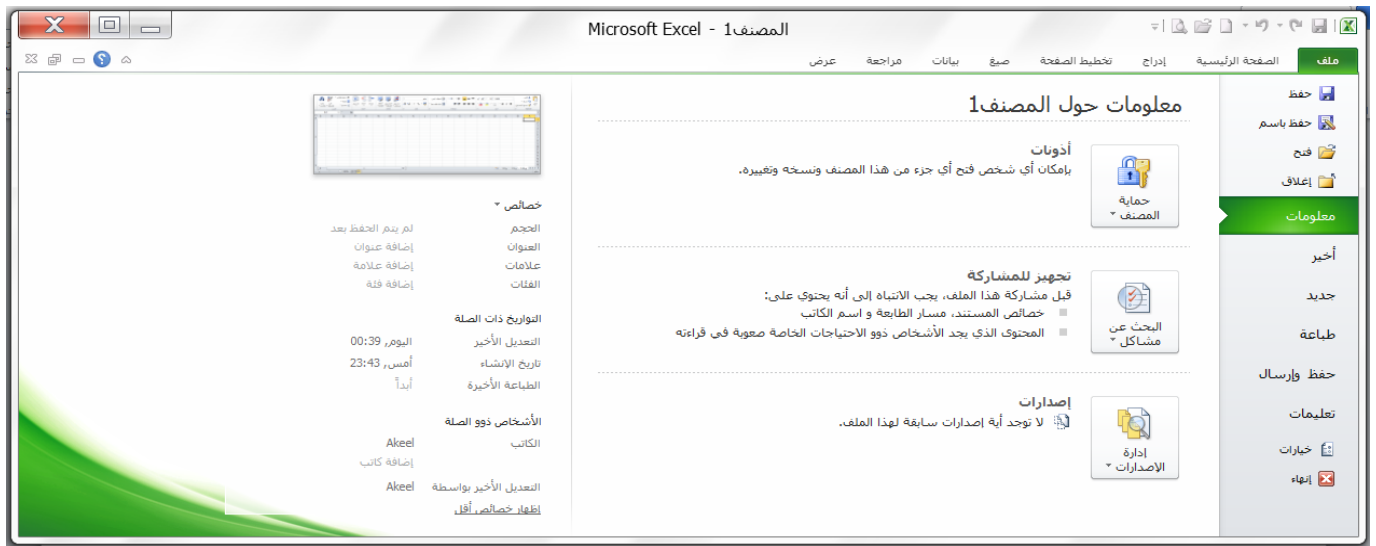 المصنف1 - Microsoft Excel
ملف الصفحة الرئيسية إدراج تخطيط الصفحة صيغ بيانات مراجعة عرض
حفظ
حفظ باسم
فتح
إغلاق
معلومات
أخير
جديد
طباعة
حفظ وإرسال
تعليمات
خيارات
إنهاء
معلومات حول المصنف1
حماية
المصنف
أذونات
بإمكان أي شخص فتح أي جزء من هذا المصنف ونسخه وتغييره.
البحث عن
مشاكل
تجهيز للمشاركة
قبل مشاركة هذا الملف، يجب الانتباه إلى أنه يحتوي على:
خصائص المستند، مسار الطابعة و اسم الكاتب
المحتوى الذي يجد الأشخاص ذوو الاحتياجات الخاصة صعوبة في قراءته
إدارة
الإصدارات
إصدارات
لا توجد أية إصدارات سابقة لهذا الملف.
خصائص
الحجم لم يتم الحفظ بعد
العنوان إضافة عنوان
علامات إضافة علامة
الفئات إضافة فئة
التواريخ ذات الصلة
التعديل الأخير اليوم, 00:39
تاريخ الإنشاء أمس, 23:43
الطباعة الأخيرة أبداً
الأشخاص ذوو الصلة
الكاتب Akeel
إضافة كاتب
التعديل الأخير بواسطة Akeel
إظهار خصائص أقل